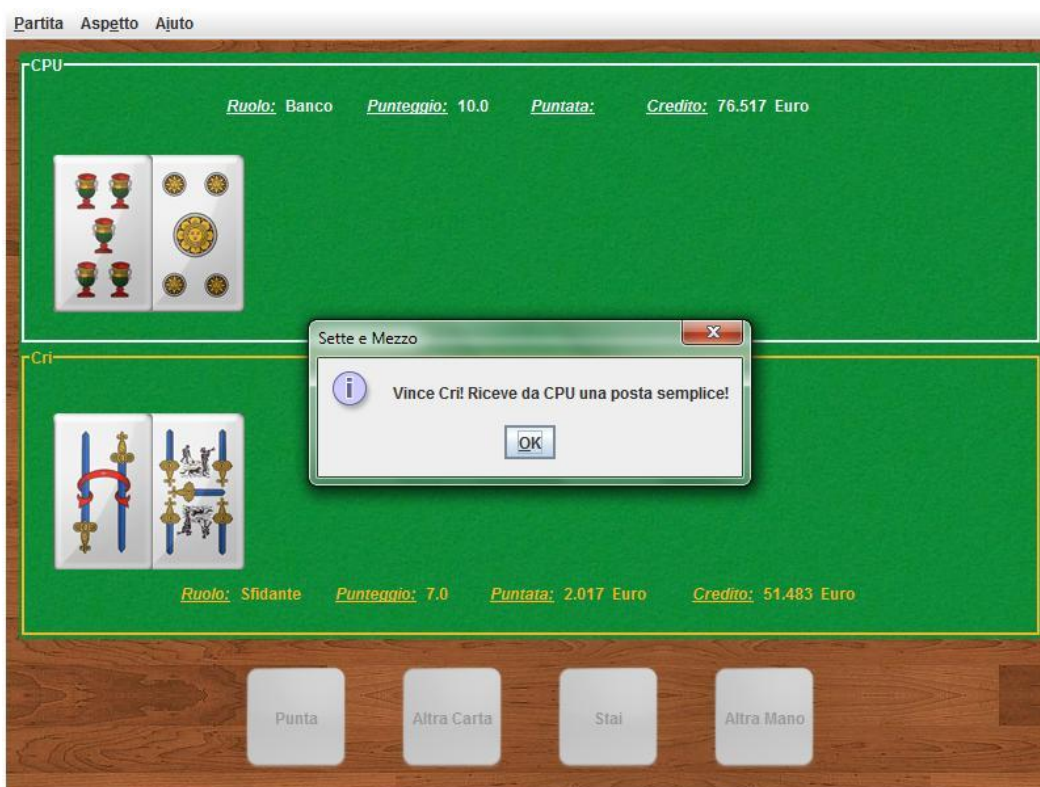 Partita Aspetto Aiuto
CPU
Ruolo: Banco Punteggio: 10.0 Puntata: Credito: 76.517 Euro
Sette e Mezzo
Vince Cri! Riceve da CPU una posta semplice!
OK
Cri
Ruolo: Sfidante Punteggio: 7.0 Puntata: 2.017 Euro Credito: 51.483 Euro
Punta Altra Carta Stai Altra Mano